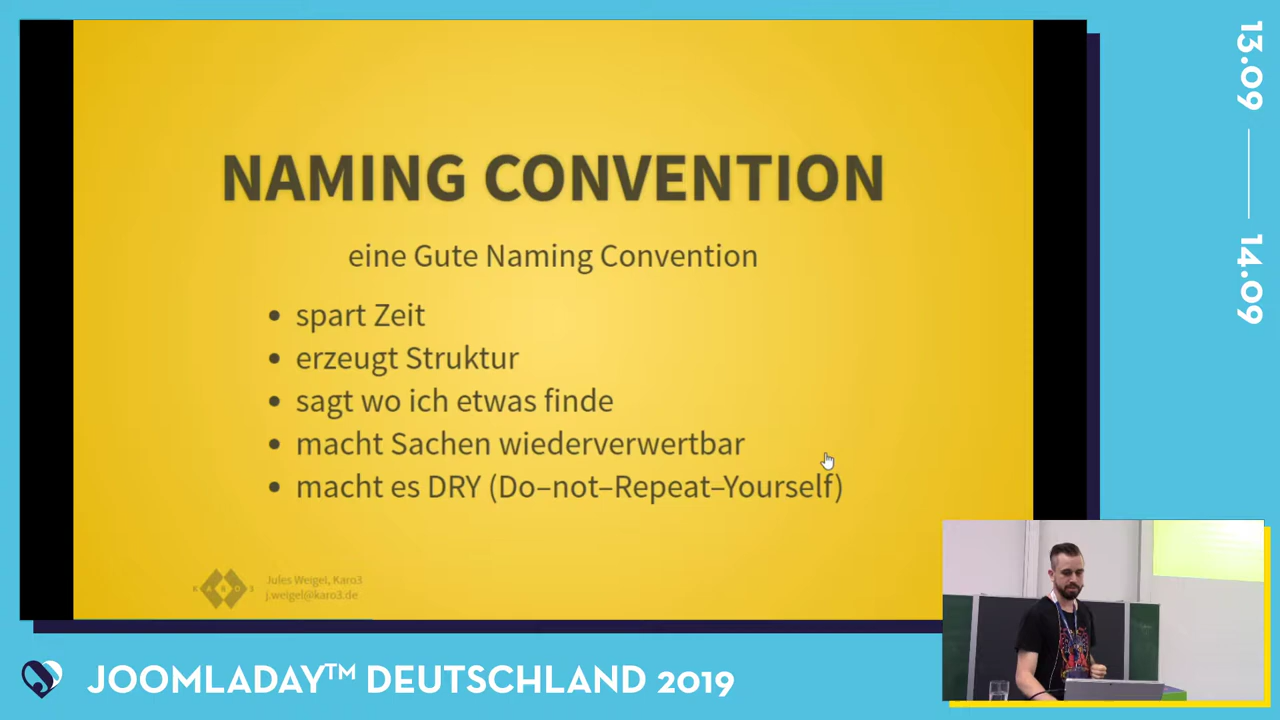 NAMING CONVENTION
eine Gute Naming Convention
• spart Zeit
• erzeugt Struktur
• sagt wo ich etwas finde
• macht Sachen wiederverwertbar
• macht es DRY (Do–not–Repeat–Yourself)
KARO3
Jules Weigel, Karo3
j.weigel@karo3.de
13.09
14.09
JOOMLADAY™ DEUTSCHLAND 2019